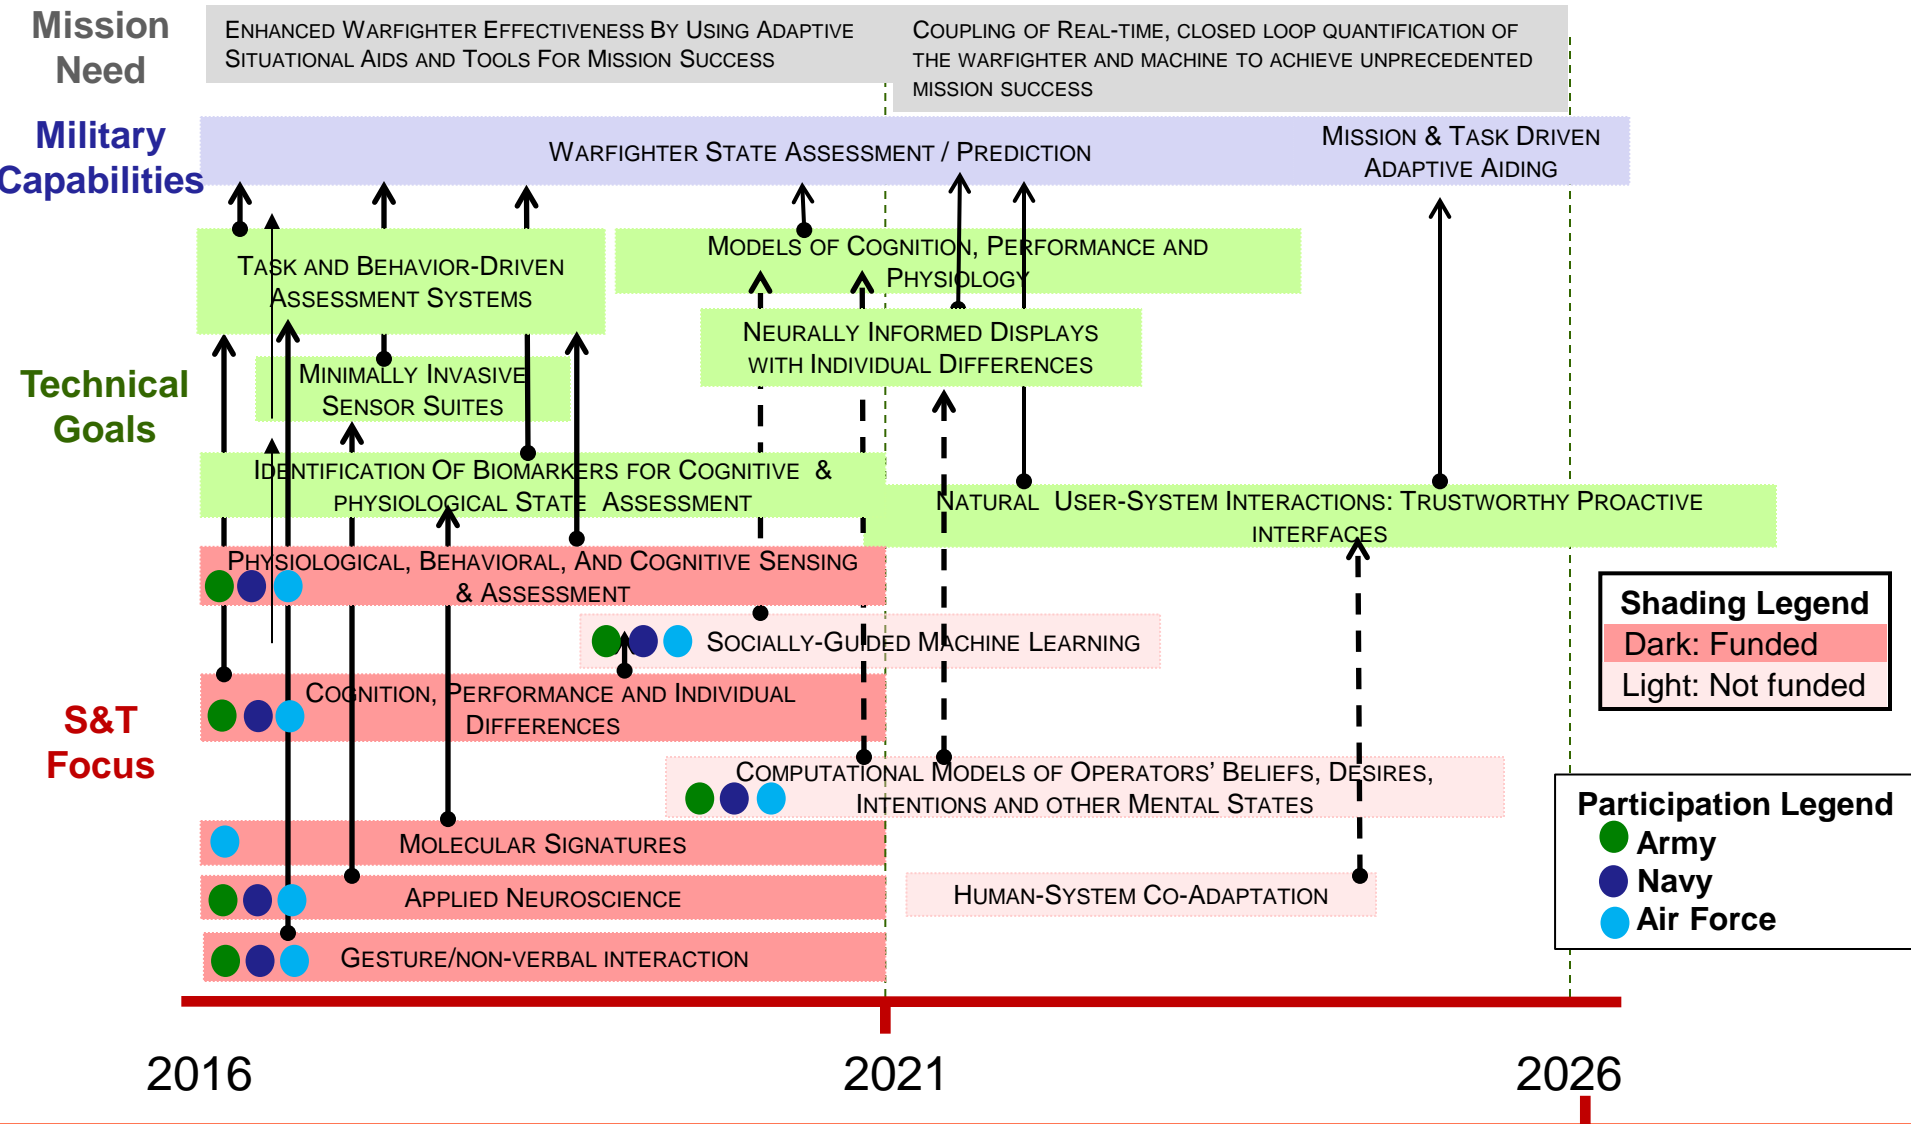 Mission
Need
ENHANCED WARFIGHTER EFFECTIVENESS BY USING ADAPTIVE
SITUATIONAL AIDS AND TOOLS FOR MISSION SUCCESS
COUPLING OF REAL-TIME, CLOSED LOOP QUANTIFICATION OF
THE WARFIGHTER AND MACHINE TO ACHIEVE UNPRECEDENTED
MISSION SUCCESS
Military
Capabilities
WARFIGHTER STATE ASSESSMENT / PREDICTION
MISSION & TASK DRIVEN
ADAPTIVE AIDING
Technical
Goals
TASK AND BEHAVIOR-DRIVEN
ASSESSMENT SYSTEMS
MODELS OF COGNITION, PERFORMANCE AND
PHYSIOLOGY
NEURALLY INFORMED DISPLAYS
WITH INDIVIDUAL DIFFERENCES
MINIMALLY INVASIVE
SENSOR SUITES
IDENTIFICATION OF BIOMARKERS FOR COGNITIVE &
PHYSIOLOGICAL STATE ASSESSMENT
NATURAL USER-SYSTEM INTERACTIONS: TRUSTWORTHY PROACTIVE
INTERFACES
S&T
Focus
PHYSIOLOGICAL, BEHAVIORAL, AND COGNITIVE SENSING
& ASSESSMENT
SOCIALLY-GUIDED MACHINE LEARNING
COGNITION, PERFORMANCE AND INDIVIDUAL
DIFFERENCES
COMPUTATIONAL MODELS OF OPERATORS' BELIEFS, DESIRES,
INTENTIONS AND OTHER MENTAL STATES
MOLECULAR SIGNATURES
APPLIED NEUROSCIENCE
HUMAN-SYSTEM CO-ADAPTATION
GESTURE/NON-VERBAL INTERACTION
Shading Legend
Dark: Funded
Light: Not funded
Participation Legend
Army
Navy
Air Force
2016
2021
2026